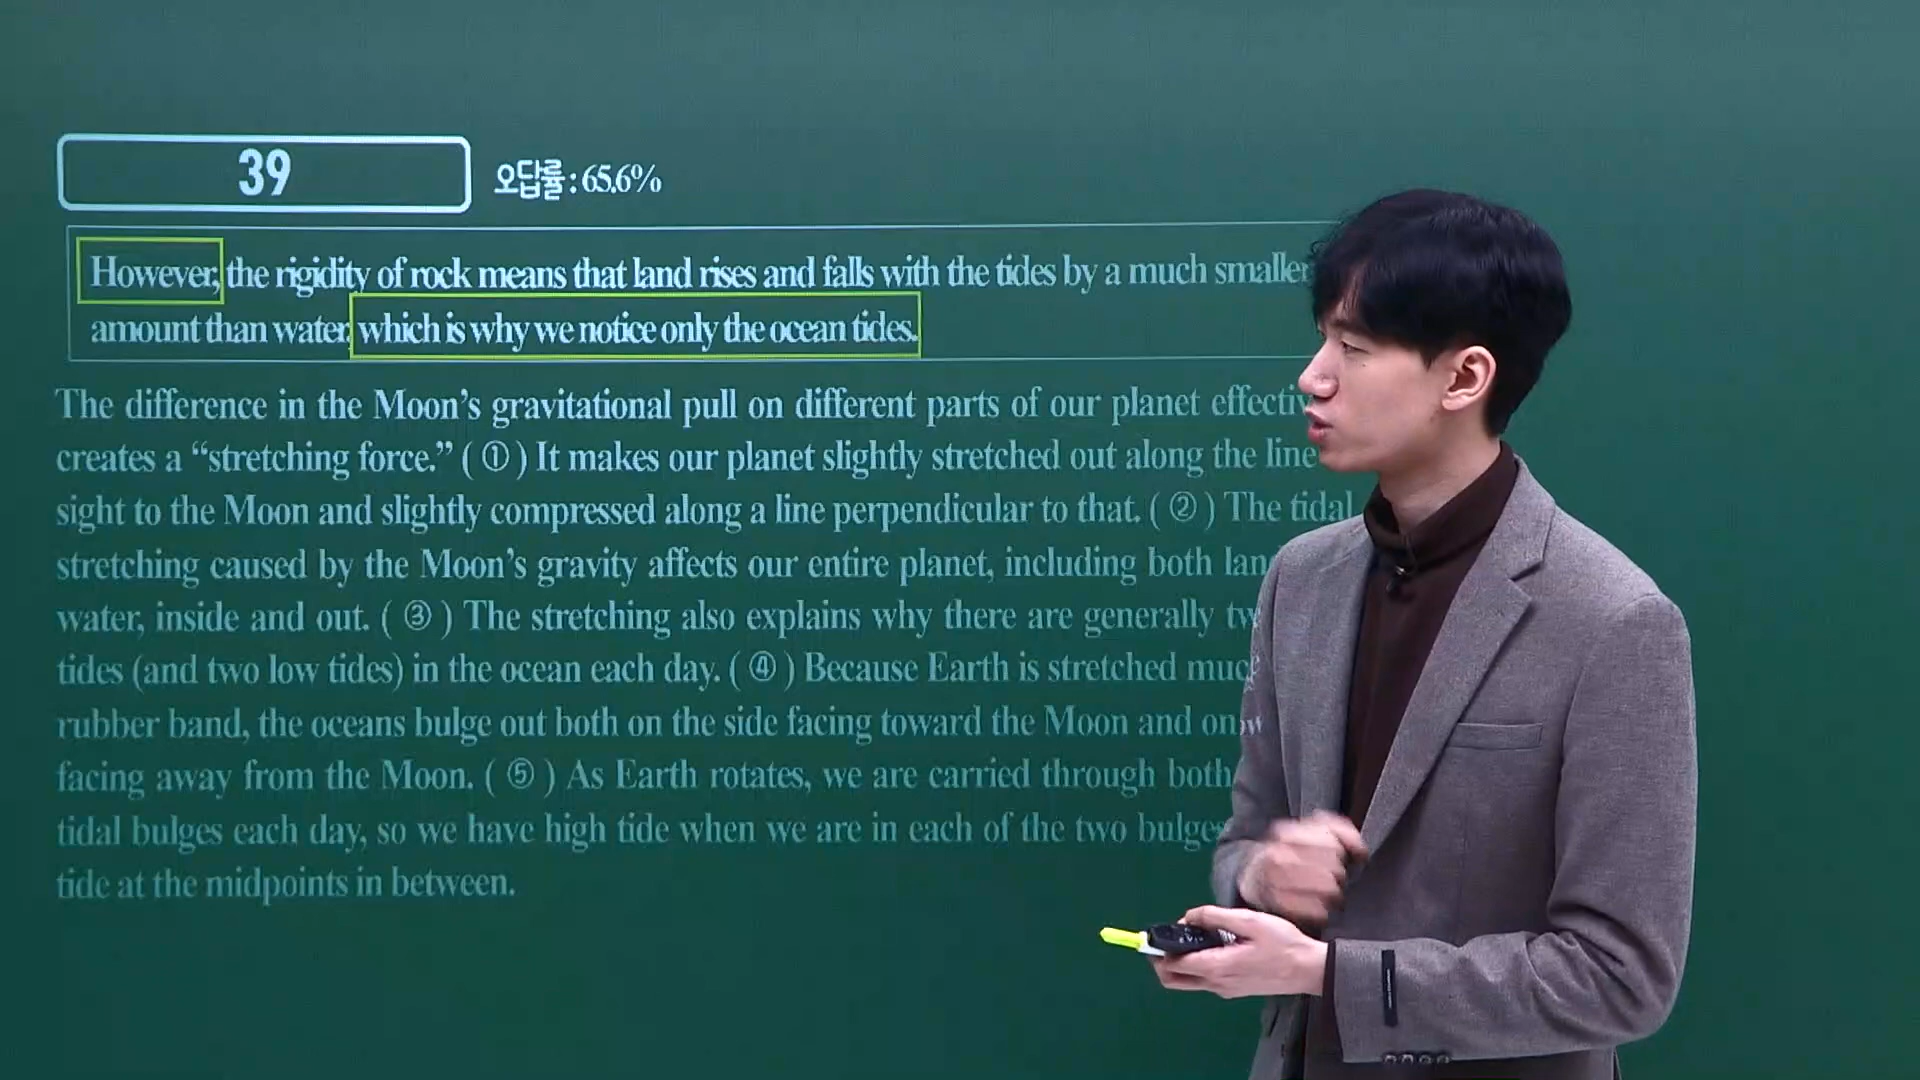 39
오답률 : 65.6%
However, the rigidity of rock means that land rises and falls with the tides by a much smaller
amount than water, which is why we notice only the ocean tides.
The difference in the Moon's gravitational pull on different parts of our planet
creates a “stretching force.” ( ① ) It makes our planet slightly stretched out along the line
sight to the Moon and slightly compressed along a line perpendicular to that. ( ② ) The tidal
stretching caused by the Moon's gravity affects our entire planet, including both
water, inside and out. ( ③ ) The stretching also explains why there are generally
tides (and two low tides) in the ocean each day. ( ④ ) Because Earth is stretched
rubber band, the oceans bulge out both on the side facing toward the Moon and on
facing away from the Moon. ( ⑤ ) As Earth rotates, we are carried through both
tidal bulges each day, so we have high tide when we are in each of the two bulges
tide at the midpoints in between.